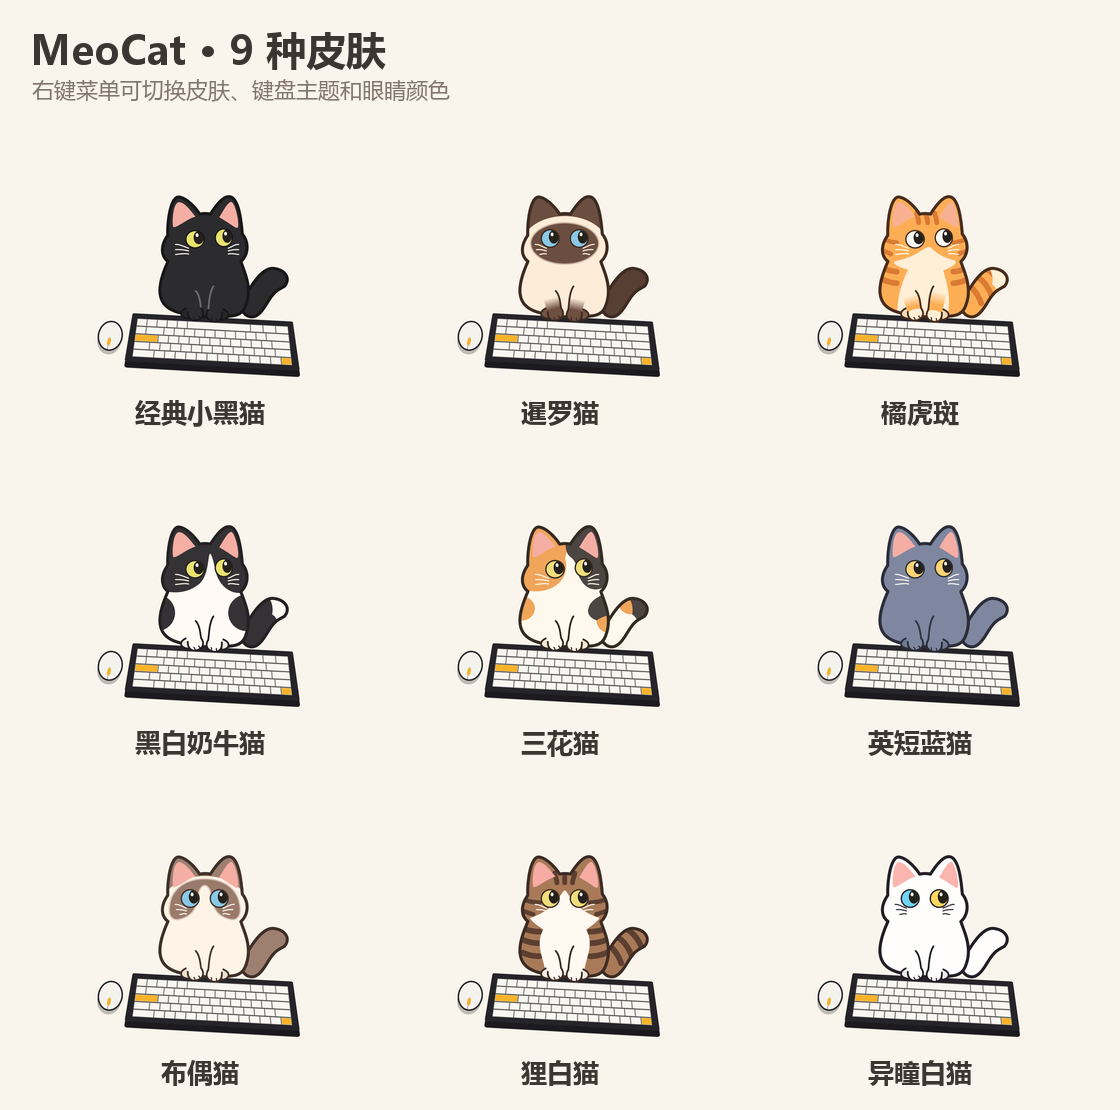 MeoCat • 9 种皮肤
右键菜单可切换皮肤、键盘主题和眼睛颜色
经典小黑猫
暹罗猫
橘虎斑
黑白奶牛猫
三花猫
英短蓝猫
布偶猫
狸白猫
异瞳白猫